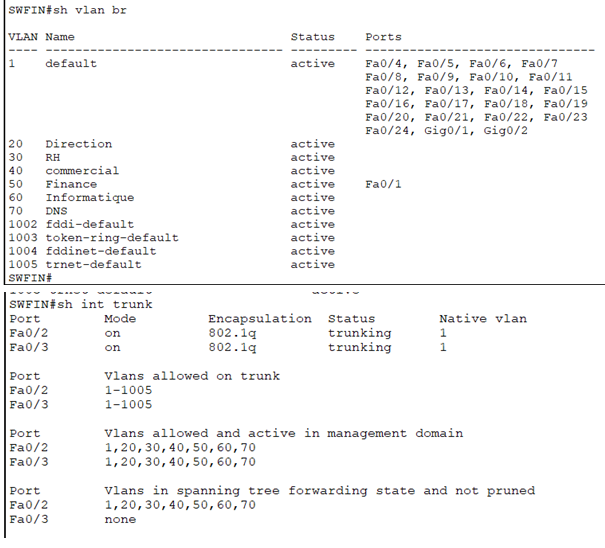 SWFIN#sh vlan br
VLAN Name Status Ports
---- -------------------------------- --------- -------------------------------
1 default active Fa0/4, Fa0/5, Fa0/6, Fa0/7
Fa0/8, Fa0/9, Fa0/10, Fa0/11
Fa0/12, Fa0/13, Fa0/14, Fa0/15
Fa0/16, Fa0/17, Fa0/18, Fa0/19
Fa0/20, Fa0/21, Fa0/22, Fa0/23
Fa0/24, Gig0/1, Gig0/2
20 Direction active
30 RH active
40 commercial active
50 Finance active Fa0/1
60 Informatique active
70 DNS active
1002 fddi-default active
1003 token-ring-default active
1004 fddinet-default active
1005 trnet-default active
SWFIN#
SWFIN#sh int trunk
Port Mode Encapsulation Status Native vlan
Fa0/2 on 802.1q trunking 1
Fa0/3 on 802.1q trunking 1
Port Vlans allowed on trunk
Fa0/2 1-1005
Fa0/3 1-1005
Port Vlans allowed and active in management domain
Fa0/2 1,20,30,40,50,60,70
Fa0/3 1,20,30,40,50,60,70
Port Vlans in spanning tree forwarding state and not pruned
Fa0/2 1,20,30,40,50,60,70
Fa0/3 none